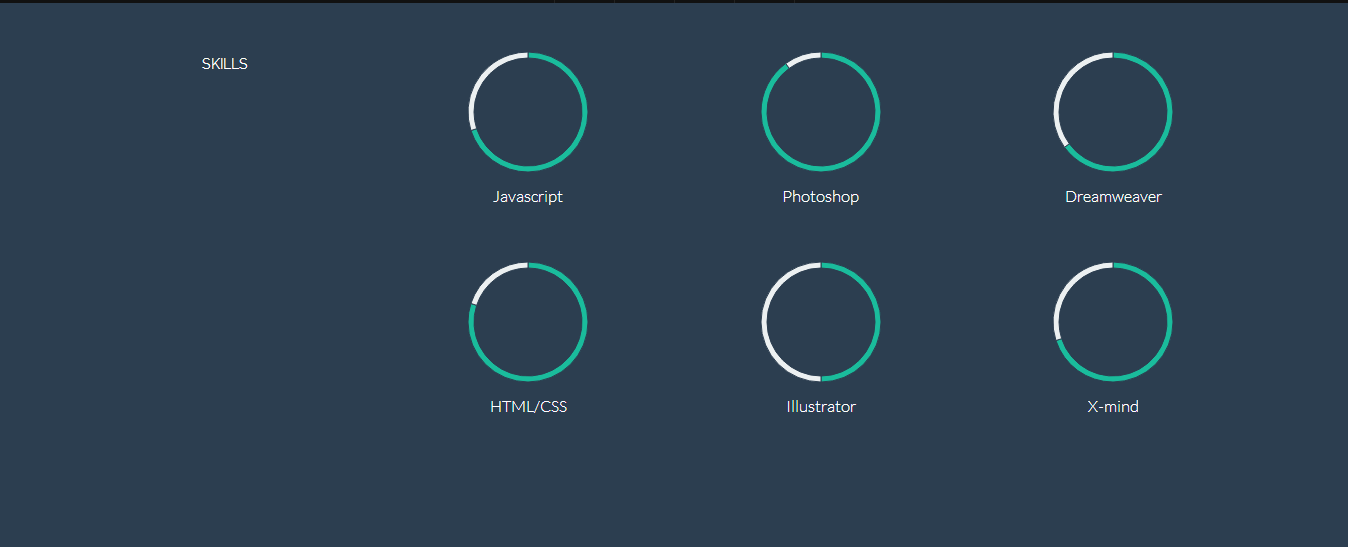 SKILLS
Javascript
Photoshop
Dreamweaver
HTML/CSS
Illustrator
X-mind